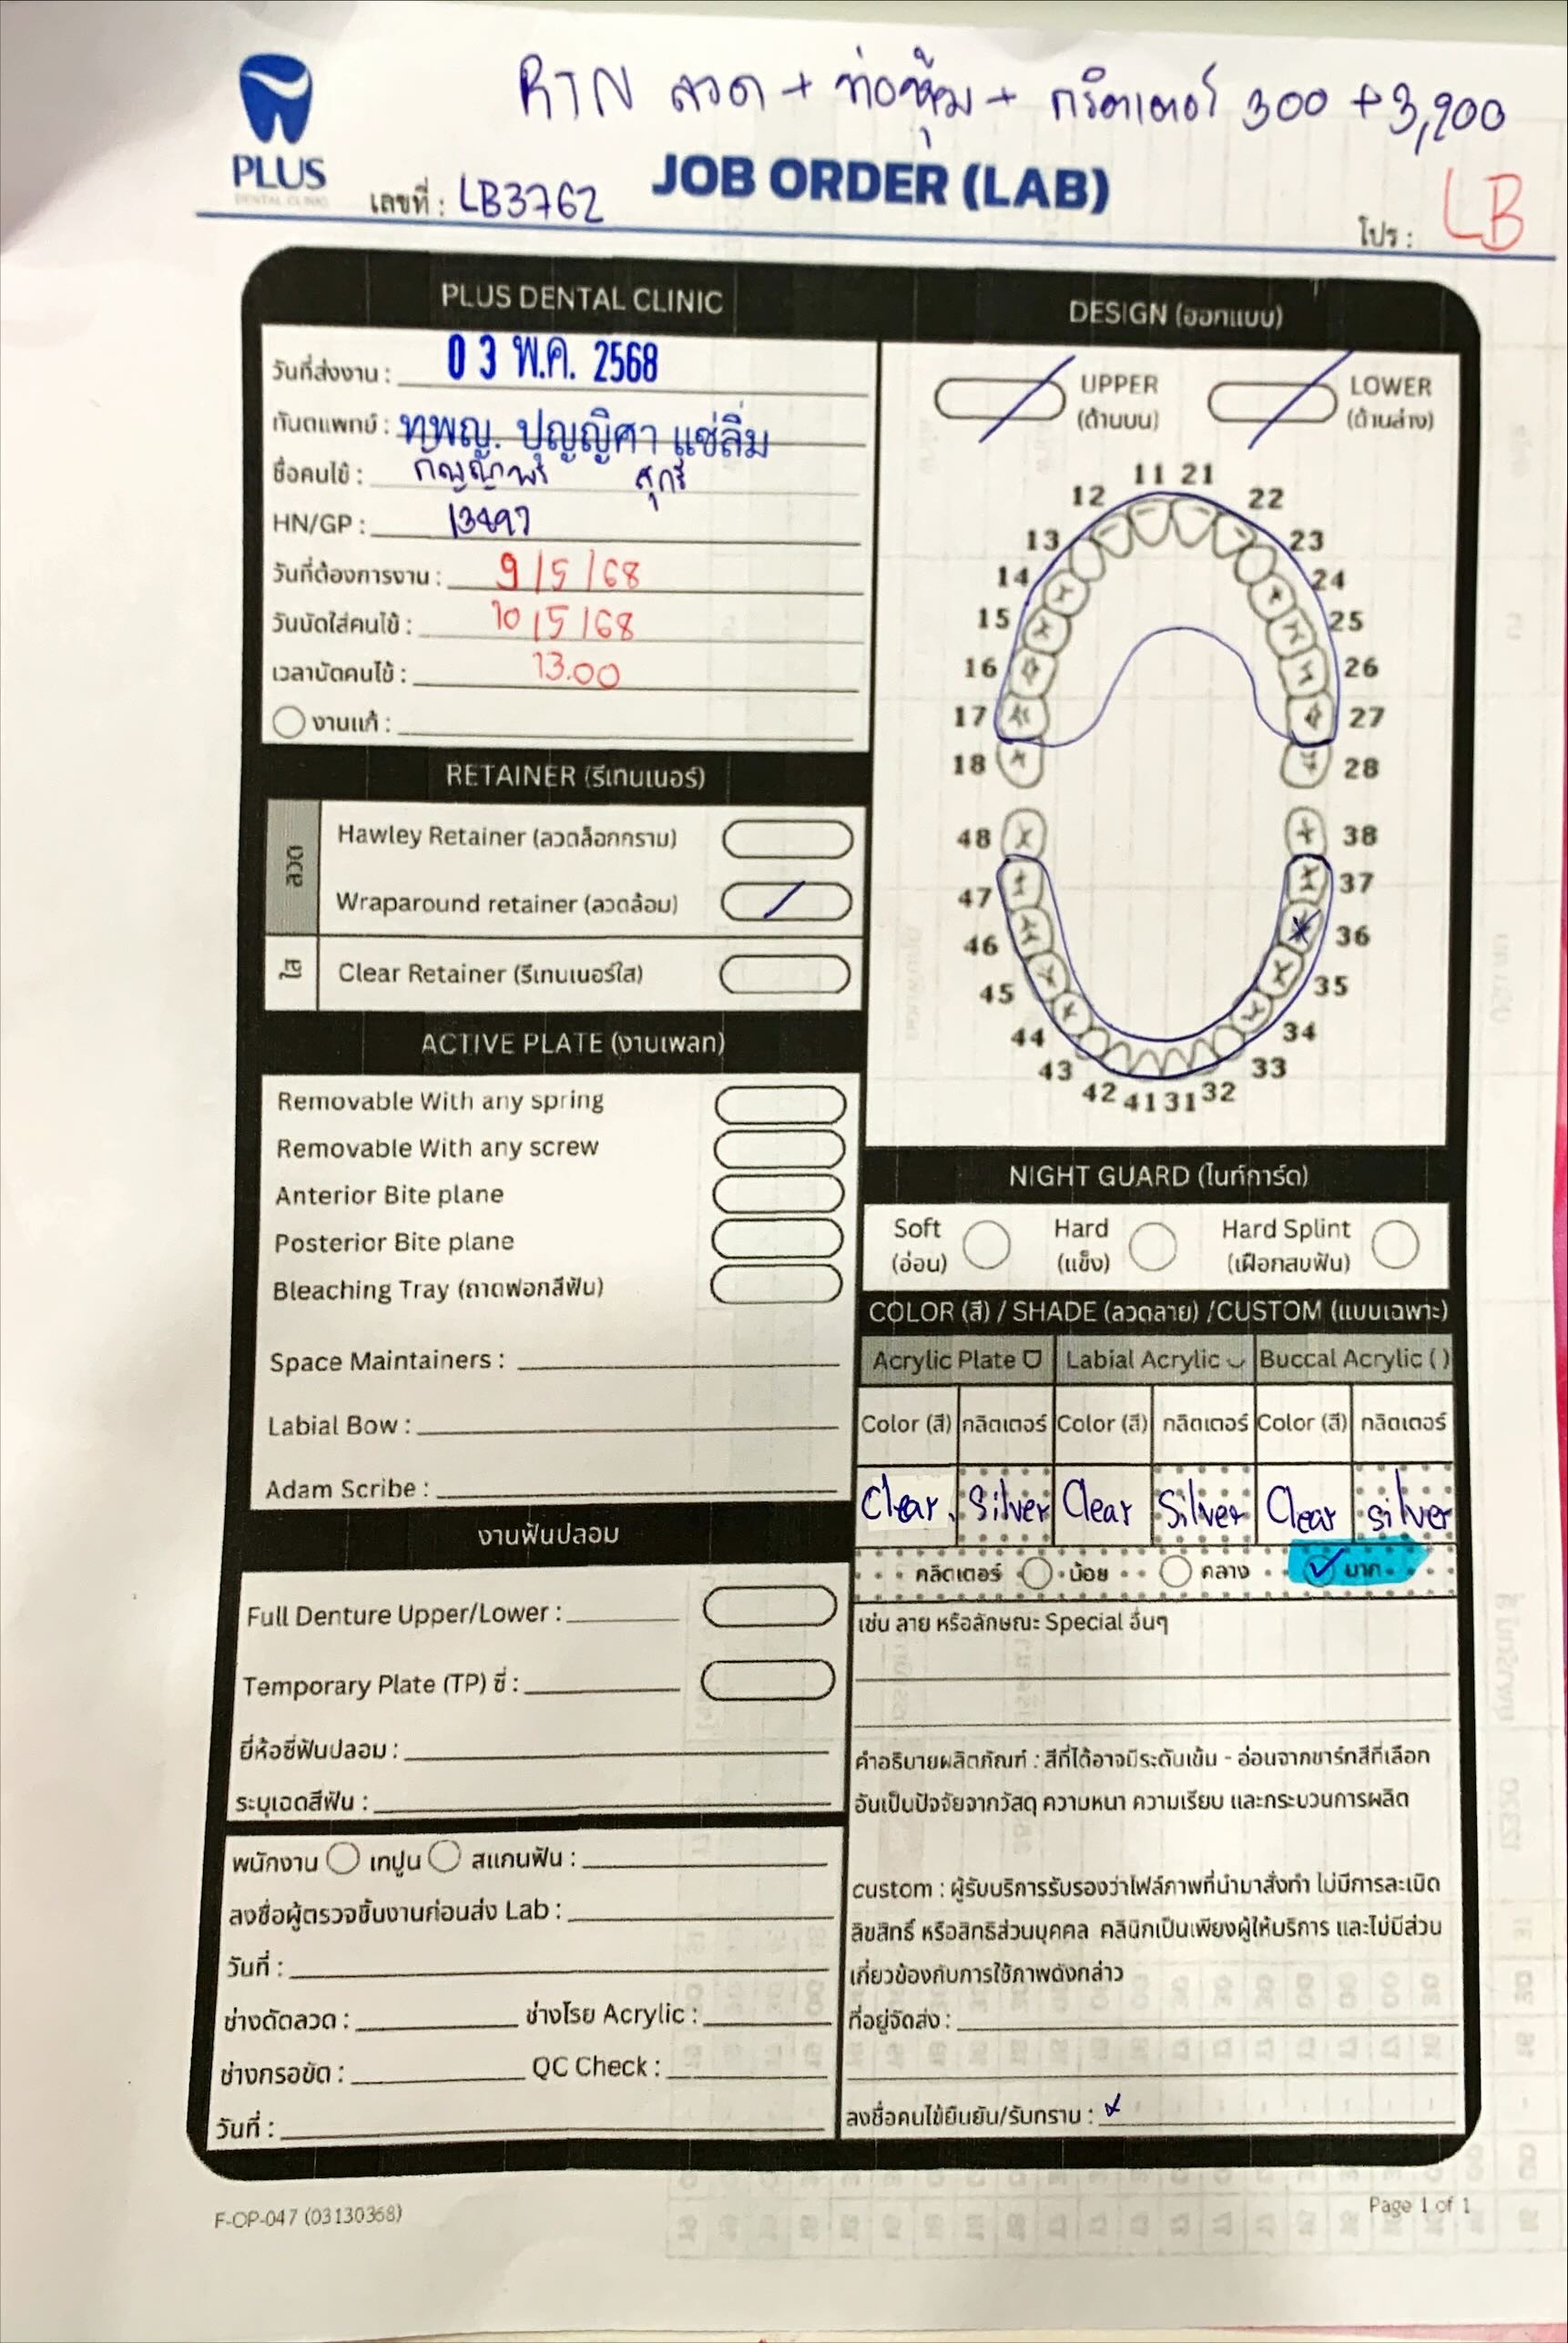 RTN ลวด + ท่อหุ้ม + กริตเตอร์ 300 + 3,900
PLUS
DENTAL CLINIC
เลขที่ : LB3762
JOB ORDER (LAB)
โปร : LB
PLUS DENTAL CLINIC
วันที่ส่งงาน : 03 พ.ค. 2568
ทันตแพทย์ : ทพญ. ปุญญิศา แซ่ลิ่ม
ชื่อคนไข้ : กัญญาพร สุกรี
HN/GP : 13497
วันที่ต้องการงาน : 9/5/68
วันนัดใส่คนไข้ : 10/5/68
เวลานัดคนไข้ : 13.00
งานแก้ :
RETAINER (รีเทนเนอร์)
ลวด
Hawley Retainer (ลวดล็อกกราม)
Wraparound retainer (ลวดล้อม)
ใส
Clear Retainer (รีเทนเนอร์ใส)
ACTIVE PLATE (งานเพลท)
Removable With any spring
Removable With any screw
Anterior Bite plane
Posterior Bite plane
Bleaching Tray (ถาดฟอกสีฟัน)
Space Maintainers :
Labial Bow :
Adam Scribe :
งานฟันปลอม
Full Denture Upper/Lower :
Temporary Plate (TP) ซี่ :
ยี่ห้อซี่ฟันปลอม :
ระบุเฉดสีฟัน :
พนักงาน เทปูน สแกนฟัน :
ลงชื่อผู้ตรวจชิ้นงานก่อนส่ง Lab :
วันที่ :
ช่างดัดลวด : ช่างโรย Acrylic :
ช่างกรอขัด : QC Check :
วันที่ :
DESIGN (ออกแบบ)
UPPER LOWER
(ด้านบน) (ด้านล่าง)
11 21
12 22
13 23
14 24
15 25
16 26
17 27
18 28
48 38
47 37
46 36
45 35
44 34
43 33
42 41 31 32
NIGHT GUARD (ไนท์การ์ด)
Soft Hard Hard Splint
(อ่อน) (แข็ง) (เฝือกสบฟัน)
COLOR (สี) / SHADE (ลวดลาย) /CUSTOM (แบบเฉพาะ)
Acrylic Plate Labial Acrylic Buccal Acrylic ( )
Color (สี) กลิตเตอร์ Color (สี) กลิตเตอร์ Color (สี) กลิตเตอร์
Clear. Silver Clear Silver Clear silver
กลิตเตอร์ น้อย กลาง มาก
เช่น ลาย หรือลักษณะ Special อื่นๆ
คำอธิบายผลิตภัณฑ์ : สีที่ได้อาจมีระดับเข้ม - อ่อนจากชาร์ทสีที่เลือก
อันเป็นปัจจัยจากวัสดุ ความหนา ความเรียบ และกระบวนการผลิต
custom : ผู้รับบริการรับรองว่าไฟล์ภาพที่นำมาสั่งทำ ไม่มีการละเมิด
ลิขสิทธิ์ หรือสิทธิส่วนบุคคล คลินิกเป็นเพียงผู้ให้บริการ และไม่มีส่วน
เกี่ยวข้องกับการใช้ภาพดังกล่าว
ที่อยู่จัดส่ง :
ลงชื่อคนไข้ยืนยัน/รับทราบ :
F-OP-047 (03130368)
Page 1 of 1